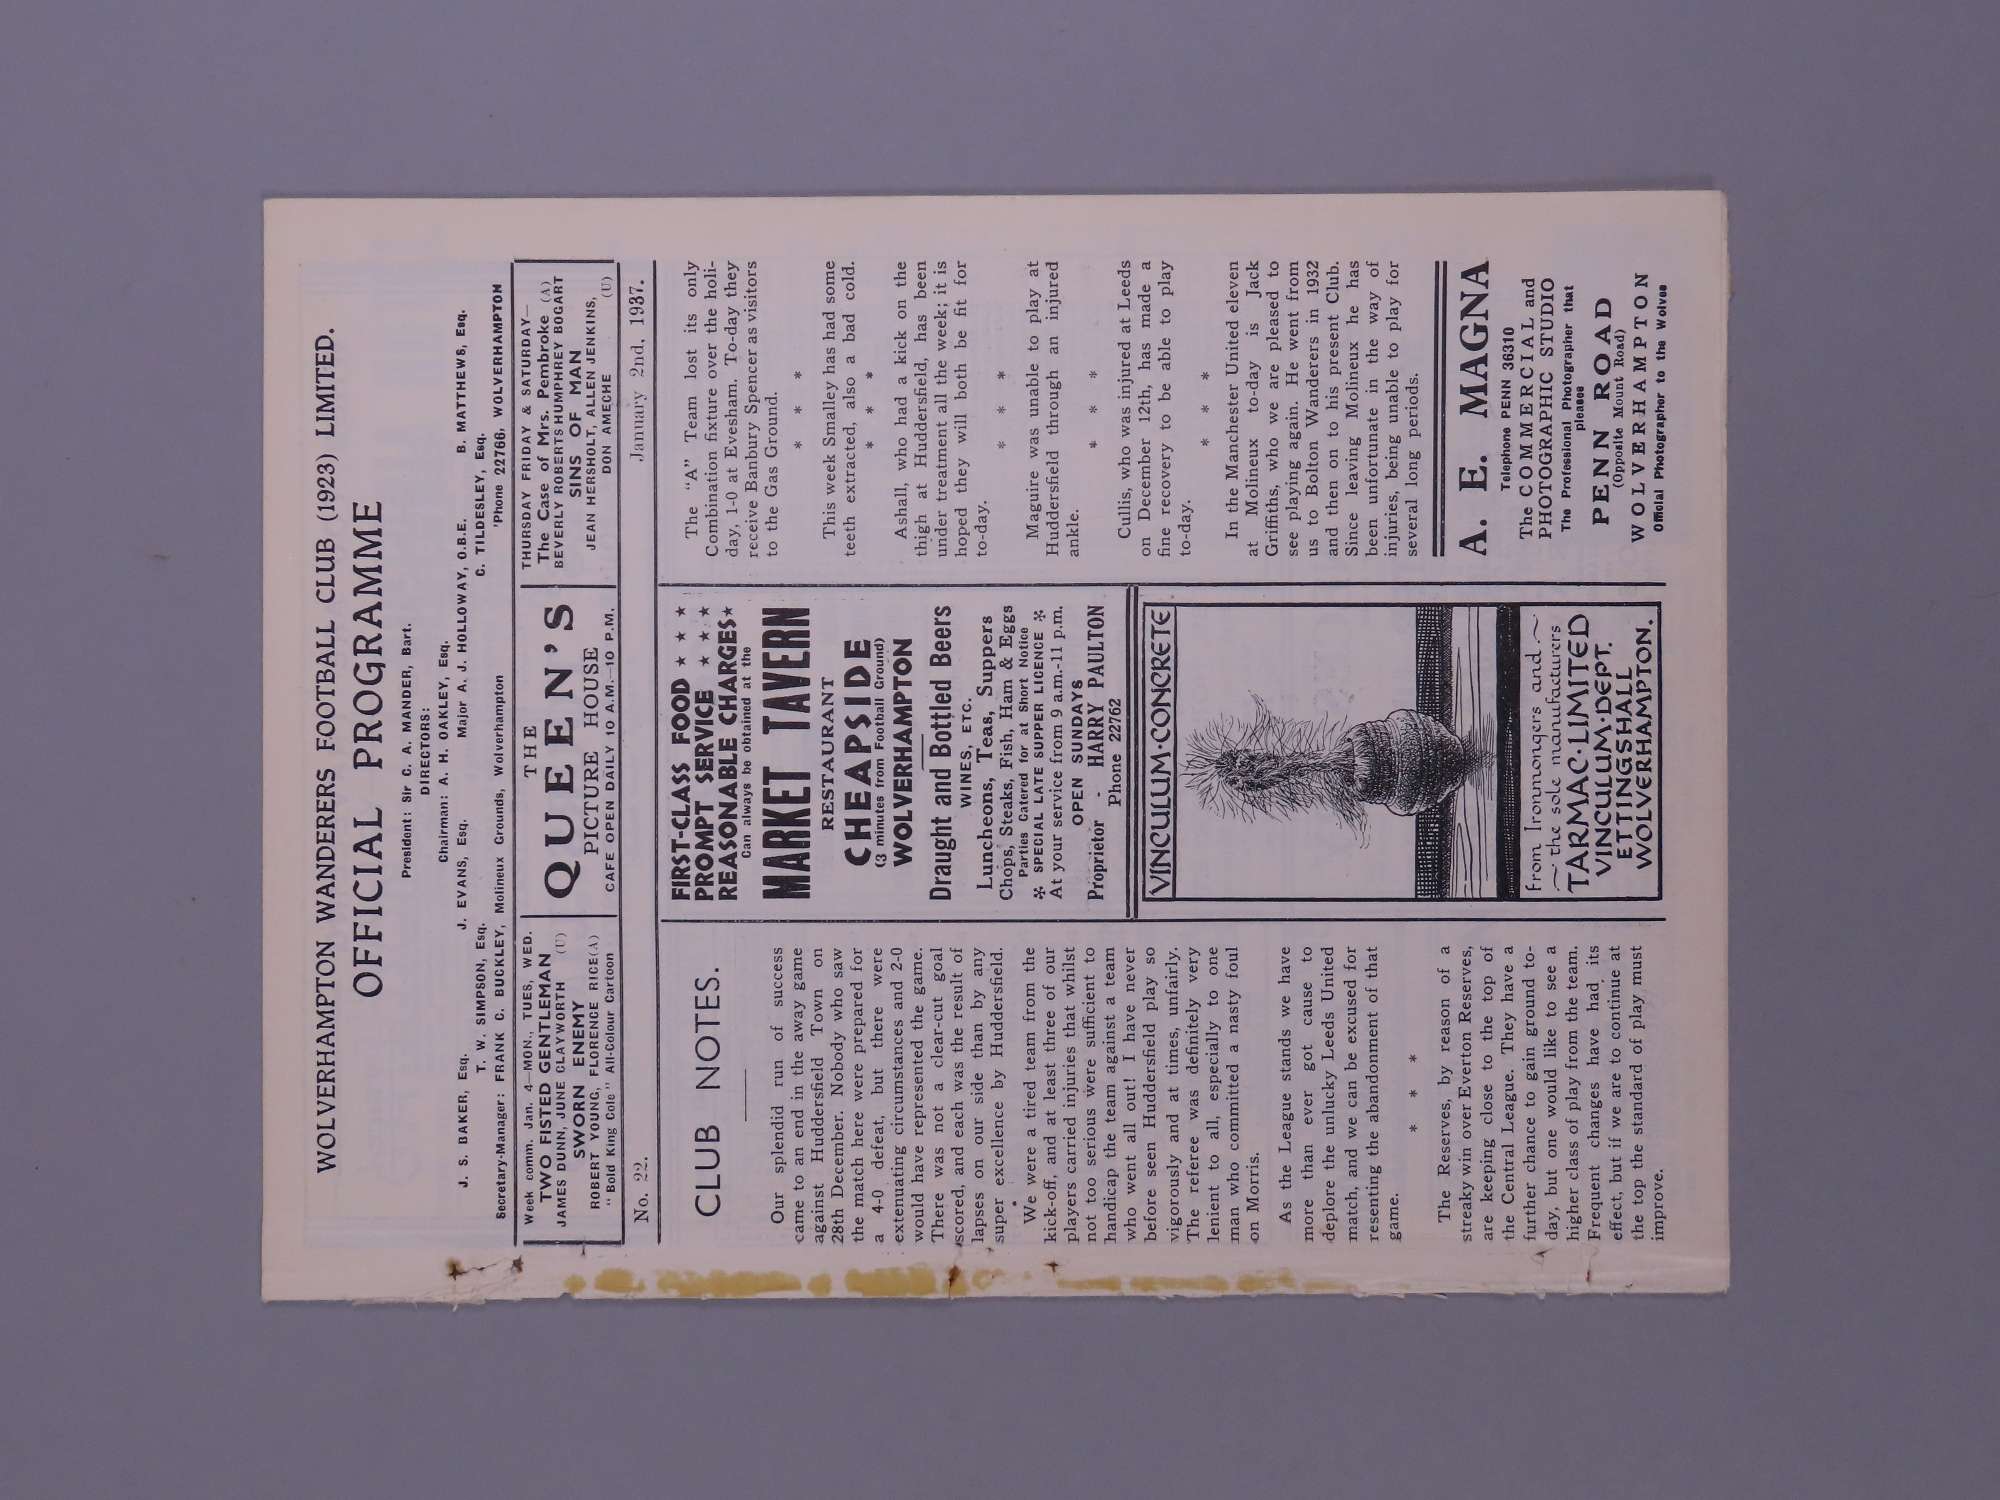 WOLVERHAMPTON WANDERERS FOOTBALL CLUB (1923) LIMITED.
OFFICIAL PROGRAMME
President: Sir C. A. MANDER, Bart.
DIRECTORS:
Chairman: A. H. OAKLEY, Esq.
J. S. BAKER, Esq. J. EVANS, Esq. Major A. J. HOLLOWAY, O.B.E. B. MATTHEWS, Esq.
T. W. SIMPSON, Esq. C. TILDESLEY, Esq.
Secretary-Manager: FRANK C. BUCKLEY, Molineux Grounds, Wolverhampton 'Phone 22766, WOLVERHAMPTON
Week comm. Jan. 4—MON., TUES, WED.
TWO FISTED GENTLEMAN
JAMES DUNN, JUNE CLAYWORTH (U)
SWORN ENEMY
ROBERT YOUNG, FLORENCE RICE(A)
" Bold King Cole" All-Colour Cartoon
THE
QUEEN'S
PICTURE HOUSE
CAFE OPEN DAILY 10 A.M.—10 P.M.
THURSDAY FRIDAY & SATURDAY—
The Case of Mrs. Pembroke (A)
BEVERLY ROBERTS HUMPHREY BOGART
SINS OF MAN
JEAN HERSHOLT, ALLEN JENKINS,
DON AMECHE (U)
No. 22. January 2nd, 1937.
CLUB NOTES.
Our splendid run of success
came to an end in the away game
against Huddersfield Town on
28th December. Nobody who saw
the match here were prepared for
a 4-0 defeat, but there were
extenuating circumstances and 2-0
would have represented the game.
There was not a clear-cut goal
scored, and each was the result of
lapses on our side than by any
super excellence by Huddersfield.
We were a tired team from the
kick-off, and at least three of our
players carried injuries that whilst
not too serious were sufficient to
handicap the team against a team
who went all out! I have never
before seen Huddersfield play so
vigorously and at times, unfairly.
The referee was definitely very
lenient to all, especially to one
man who committed a nasty foul
on Morris.
As the League stands we have
more than ever got cause to
deplore the unlucky Leeds United
match, and we can be excused for
resenting the abandonment of that
game.
* * *
The Reserves, by reason of a
streaky win over Everton Reserves,
are keeping close to the top of
the Central League. They have a
further chance to gain ground to-
day, but one would like to see a
higher class of play from the team.
Frequent changes have had its
effect, but if we are to continue at
the top the standard of play must
improve.
FIRST-CLASS FOOD ★ ★ ★
PROMPT SERVICE ★ ★ ★
REASONABLE CHARGES★
Can always be obtained at the
MARKET TAVERN
RESTAURANT
CHEAPSIDE
(3 minutes from Football Ground)
WOLVERHAMPTON
Draught and Bottled Beers
WINES, ETC.
Luncheons, Teas, Suppers
Chops, Steaks, Fish, Ham & Eggs
Parties Catered for at Short Notice
* SPECIAL LATE SUPPER LICENCE *
At your service from 9 a.m.-11 p.m.
OPEN SUNDAYS
Proprietor - HARRY PAULTON
Phone 22762
VINCULUM·CONCRETE
from Ironmongers and
the sole manufacturers
TARMAC·LIMITED
VINCULUM·DEPT.
ETTINGSHALL
WOLVERHAMPTON.
The "A" Team lost its only
Combination fixture over the holi-
day, 1-0 at Evesham. To-day they
receive Banbury Spencer as visitors
to the Gas Ground.
* * *
This week Smalley has had some
teeth extracted, also a bad cold.
* * *
Ashall, who had a kick on the
thigh at Huddersfield, has been
under treatment all the week; it is
hoped they will both be fit for
to-day.
* * *
Maguire was unable to play at
Huddersfield through an injured
ankle.
* * *
Cullis, who was injured at Leeds
on December 12th, has made a
fine recovery to be able to play
to-day.
* * *
In the Manchester United eleven
at Molineux to-day is Jack
Griffiths, who we are pleased to
see playing again. He went from
us to Bolton Wanderers in 1932
and then on to his present Club.
Since leaving Molineux he has
been unfortunate in the way of
injuries, being unable to play for
several long periods.
A. E. MAGNA
Telephone PENN 36310
The COMMERCIAL and
PHOTOGRAPHIC STUDIO
The Professional Photographer that
pleases
PENN ROAD
(Opposite Mount Road)
WOLVERHAMPTON
Official Photographer to the Wolves